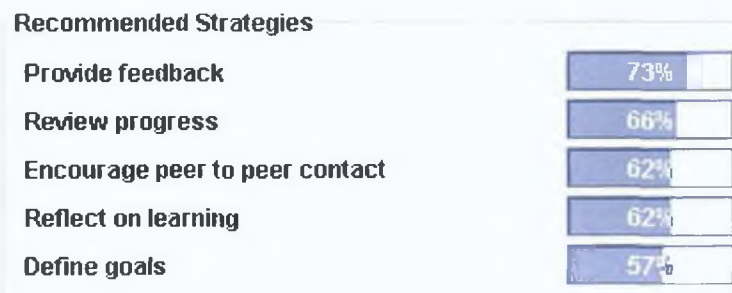 Recommended Strategies
Provide feedback 73%
Review progress 66%
Encourage peer to peer contact 62%
Reflect on learning 62%
Define goals 57%